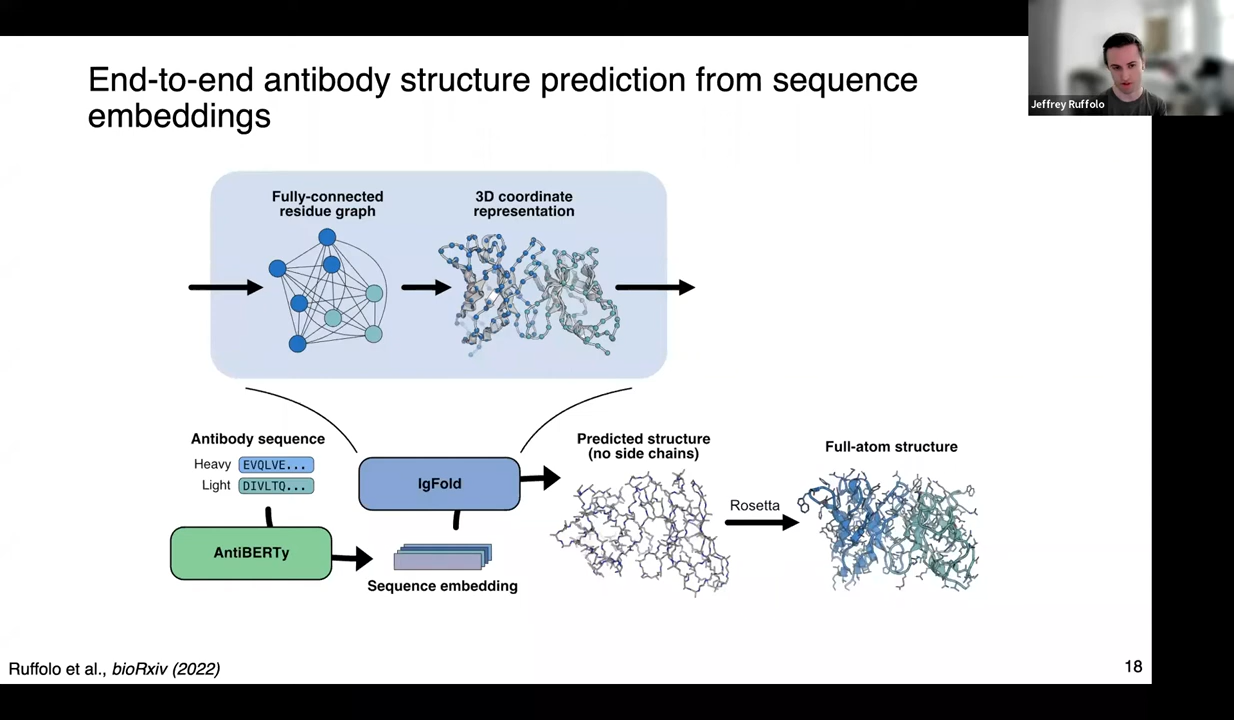 Jeffrey Ruffolo
End-to-end antibody structure prediction from sequence
embeddings
Fully-connected
residue graph
3D coordinate
representation
Antibody sequence
Heavy EVQLVE...
Light DIVLTQ...
AntiBERTy
Sequence embedding
IgFold
Predicted structure
(no side chains)
Rosetta
Full-atom structure
Ruffolo et al., bioRxiv (2022)
18